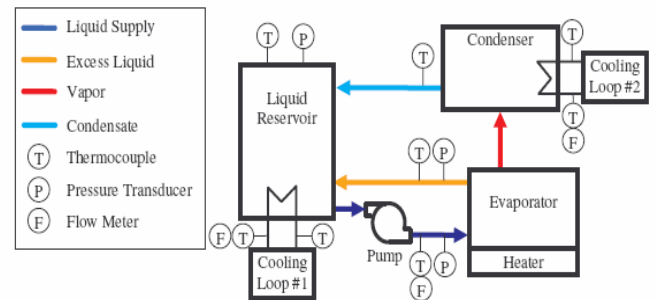 Liquid Supply
Excess Liquid
Vapor
Condensate
T Thermocouple
P Pressure Transducer
F Flow Meter
T P
Liquid
Reservoir
F T T
Cooling
Loop #1
T
Condenser
T
Cooling
Loop #2
T
F
T P
Evaporator
Heater
Pump
T P
F